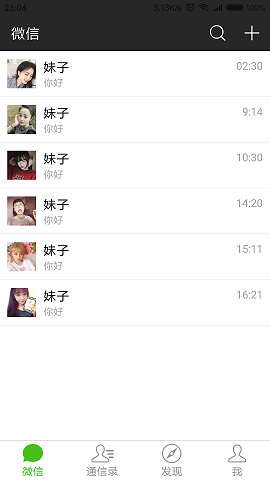 23:04 3.13K/s 100%
微信
妹子 02:30
你好
妹子 9:14
你好
妹子 10:30
你好
妹子 14:20
你好
妹子 15:11
你好
妹子 16:21
你好
微信 通信录 发现 我